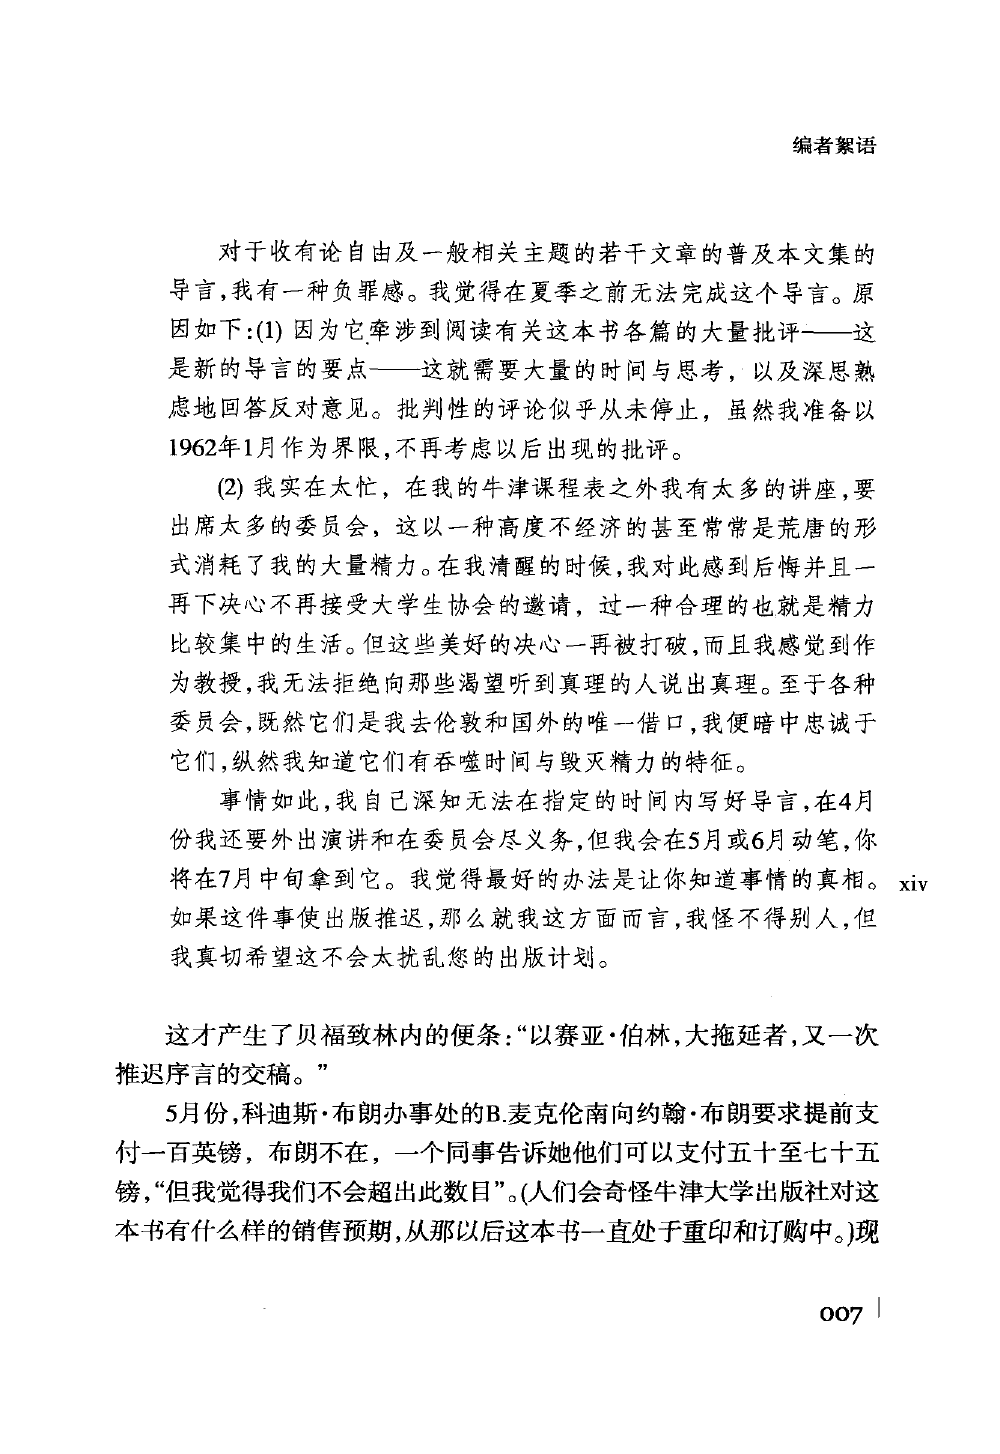 编者絮语
对于收有论自由及一般相关主题的若干文章的普及本文集的
导言,我有一种负罪感。我觉得在夏季之前无法完成这个导言。原
因如下:(1) 因为它牵涉到阅读有关这本书各篇的大量批评——这
是新的导言的要点——这就需要大量的时间与思考，以及深思熟
虑地回答反对意见。批判性的评论似乎从未停止，虽然我准备以
1962年1月作为界限,不再考虑以后出现的批评。
(2) 我实在太忙，在我的牛津课程表之外我有太多的讲座,要
出席太多的委员会，这以一种高度不经济的甚至常常是荒唐的形
式消耗了我的大量精力。在我清醒的时候,我对此感到后悔并且一
再下决心不再接受大学生协会的邀请，过一种合理的也就是精力
比较集中的生活。但这些美好的决心一再被打破,而且我感觉到作
为教授,我无法拒绝向那些渴望听到真理的人说出真理。至于各种
委员会,既然它们是我去伦敦和国外的唯一借口,我便暗中忠诚于
它们,纵然我知道它们有吞噬时间与毁灭精力的特征。
事情如此,我自己深知无法在指定的时间内写好导言,在4月
份我还要外出演讲和在委员会尽义务,但我会在5月或6月动笔,你
将在7月中旬拿到它。我觉得最好的办法是让你知道事情的真相。 xiv
如果这件事使出版推迟,那么就我这方面而言,我怪不得别人,但
我真切希望这不会太扰乱您的出版计划。
这才产生了贝福致林内的便条:“以赛亚·伯林,大拖延者,又一次
推迟序言的交稿。”
5月份,科迪斯·布朗办事处的B.麦克伦南向约翰·布朗要求提前支
付一百英镑，布朗不在，一个同事告诉她他们可以支付五十至七十五
镑,“但我觉得我们不会超出此数目”。(人们会奇怪牛津大学出版社对这
本书有什么样的销售预期,从那以后这本书一直处于重印和订购中。)现
007